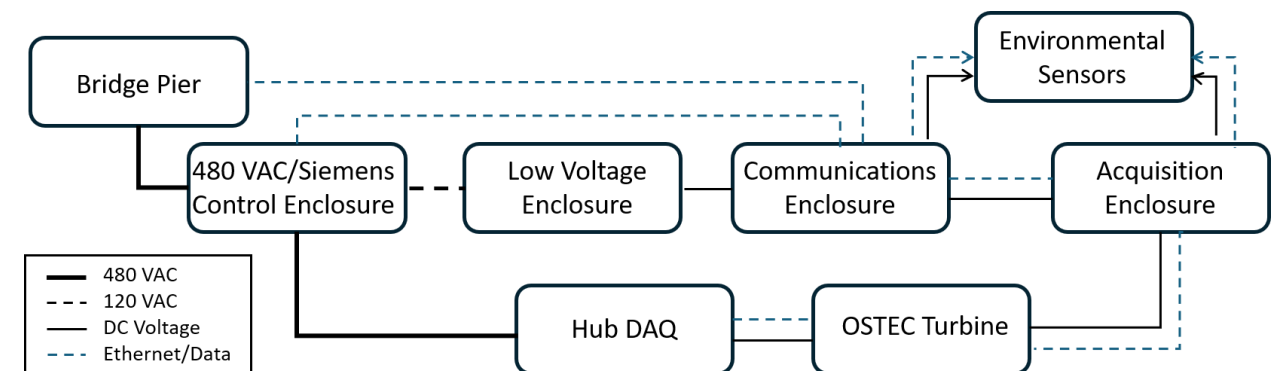 Environmental
Sensors
Bridge Pier
480 VAC/Siemens
Control Enclosure
Low Voltage
Enclosure
Communications
Enclosure
Acquisition
Enclosure
480 VAC
120 VAC
DC Voltage
Ethernet/Data
Hub DAQ
OSTEC Turbine